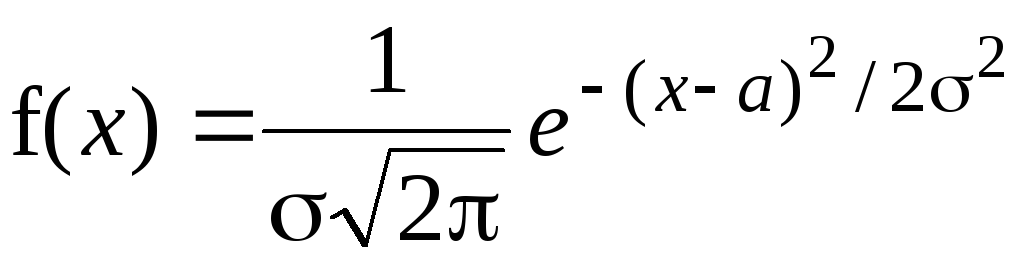 f(x) = 1/(σ√2π) e^-(x-a)^2/2σ^2